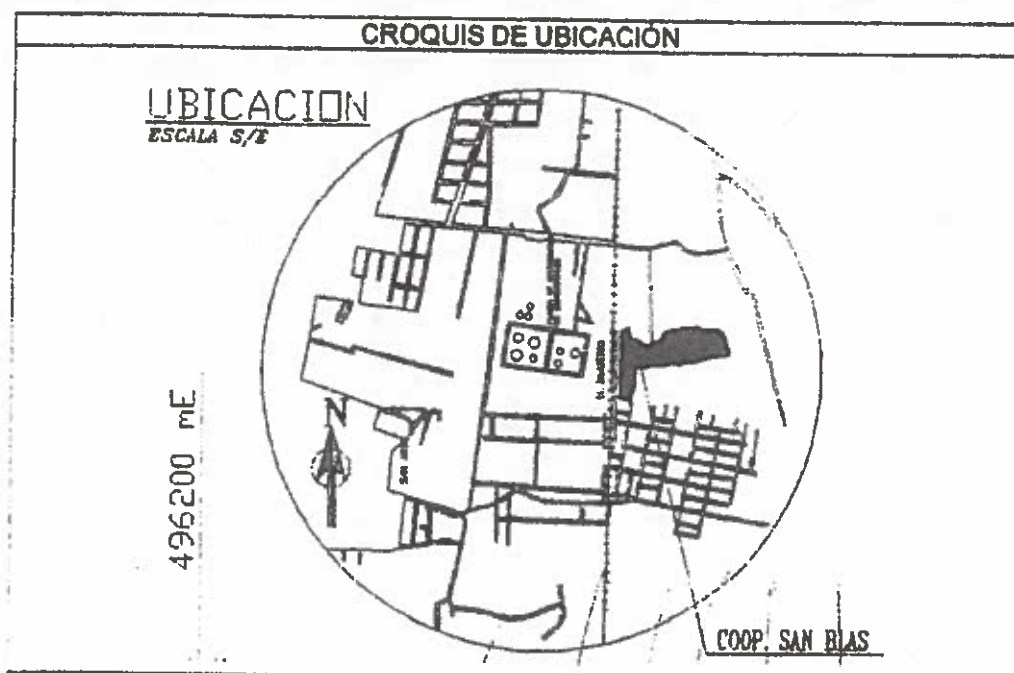 CROQUIS DE UBICACIÓN
UBICACION
ESCALA S/E
496200 mE
N
COOP. SAN BLAS